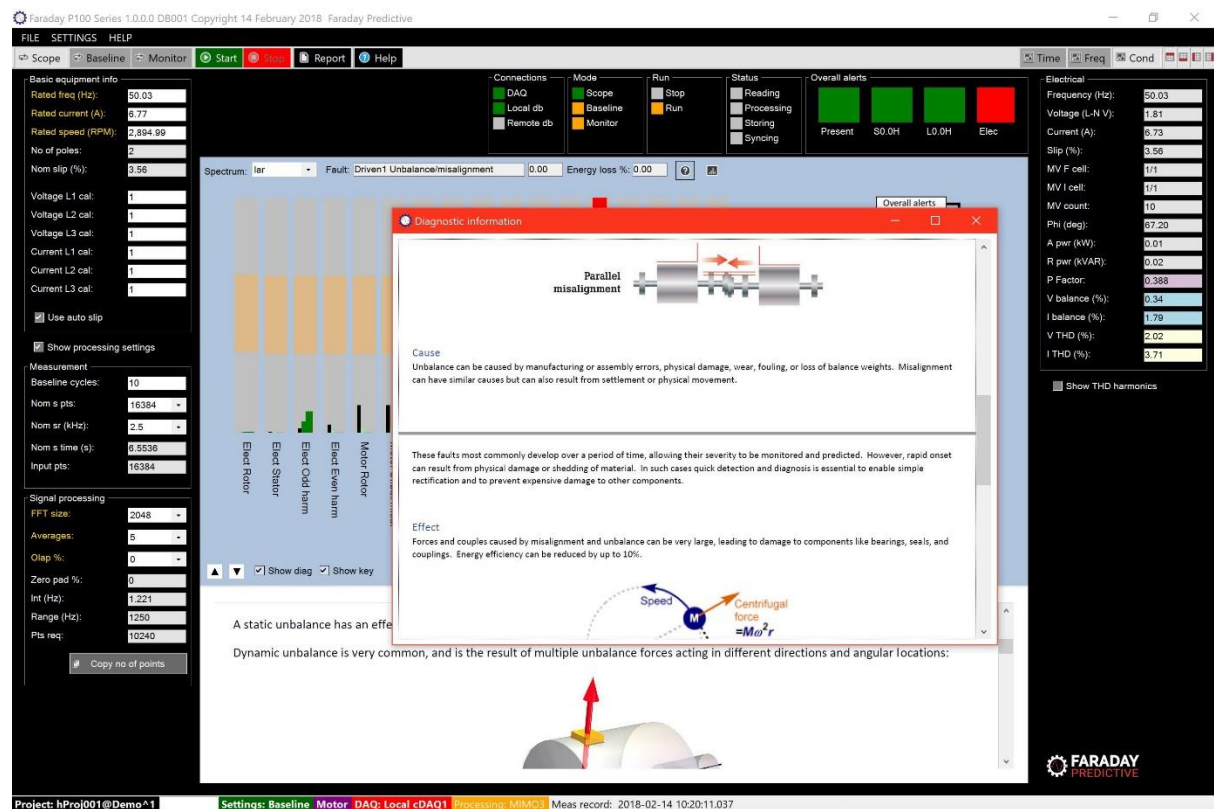 Faraday P100 Series 1.0.0.0 DB001 Copyright 14 February 2018 Faraday Predictive
FILE SETTINGS HELP
Scope Baseline Monitor Start Stop Report Help Time Freq Cond
Basic equipment info
Rated freq (Hz): 50.03
Rated current (A): 6.77
Rated speed (RPM): 2,894.99
No of poles: 2
Nom slip (%): 3.56
Voltage L1 cal: 1
Voltage L2 cal: 1
Voltage L3 cal: 1
Current L1 cal: 1
Current L2 cal: 1
Current L3 cal: 1
Use auto slip
Show processing settings
Measurement
Baseline cycles: 10
Nom s pts: 16384
Nom sr (kHz): 2.5
Nom s time (s): 6.5536
Input pts: 16384
Signal processing
FFT size: 2048
Averages: 5
Olap %: 0
Zero pad %: 0
Int (Hz): 1.221
Range (Hz): 1250
Pts req: 10240
Copy no of points
Connections
DAQ
Local db
Remote db
Mode
Scope
Baseline
Monitor
Run
Stop
Run
Status
Reading
Processing
Storing
Syncing
Overall alerts
Present S0.0H L0.0H Elec
Spectrum: Iar Fault: Driven1 Unbalance/misalignment 0.00 Energy loss %: 0.00
Overall alerts
Elect Rotor
Elect Stator
Elect Odd harm
Elect Even harm
Motor Rotor
Show diag Show key
Diagnostic information
Parallel
misalignment
Cause
Unbalance can be caused by manufacturing or assembly errors, physical damage, wear, fouling, or loss of balance weights. Misalignment
can have similar causes but can also result from settlement or physical movement.
These faults most commonly develop over a period of time, allowing their severity to be monitored and predicted. However, rapid onset
can result from physical damage or shedding of material. In such cases quick detection and diagnosis is essential to enable simple
rectification and to prevent expensive damage to other components.
Effect
Forces and couples caused by misalignment and unbalance can be very large, leading to damage to components like bearings, seals, and
couplings. Energy efficiency can be reduced by up to 10%.
Speed
M
Centrifugal
force
=Mω²r
A static unbalance has an effe
Dynamic unbalance is very common, and is the result of multiple unbalance forces acting in different directions and angular locations:
Electrical
Frequency (Hz): 50.03
Voltage (L-N V): 1.81
Current (A): 6.73
Slip (%): 3.56
MV F cell: 1/1
MV I cell: 1/1
MV count: 10
Phi (deg): 67.20
A pwr (kW): 0.01
R pwr (kVAR): 0.02
P Factor: 0.388
V balance (%): 0.34
I balance (%): 1.79
V THD (%): 2.02
I THD (%): 3.71
Show THD harmonics
FARADAY
PREDICTIVE
Project: hProj001@Demo^1 Settings: Baseline Motor DAQ: Local cDAQ1 Processing: MIMO3 Meas record: 2018-02-14 10:20:11.037